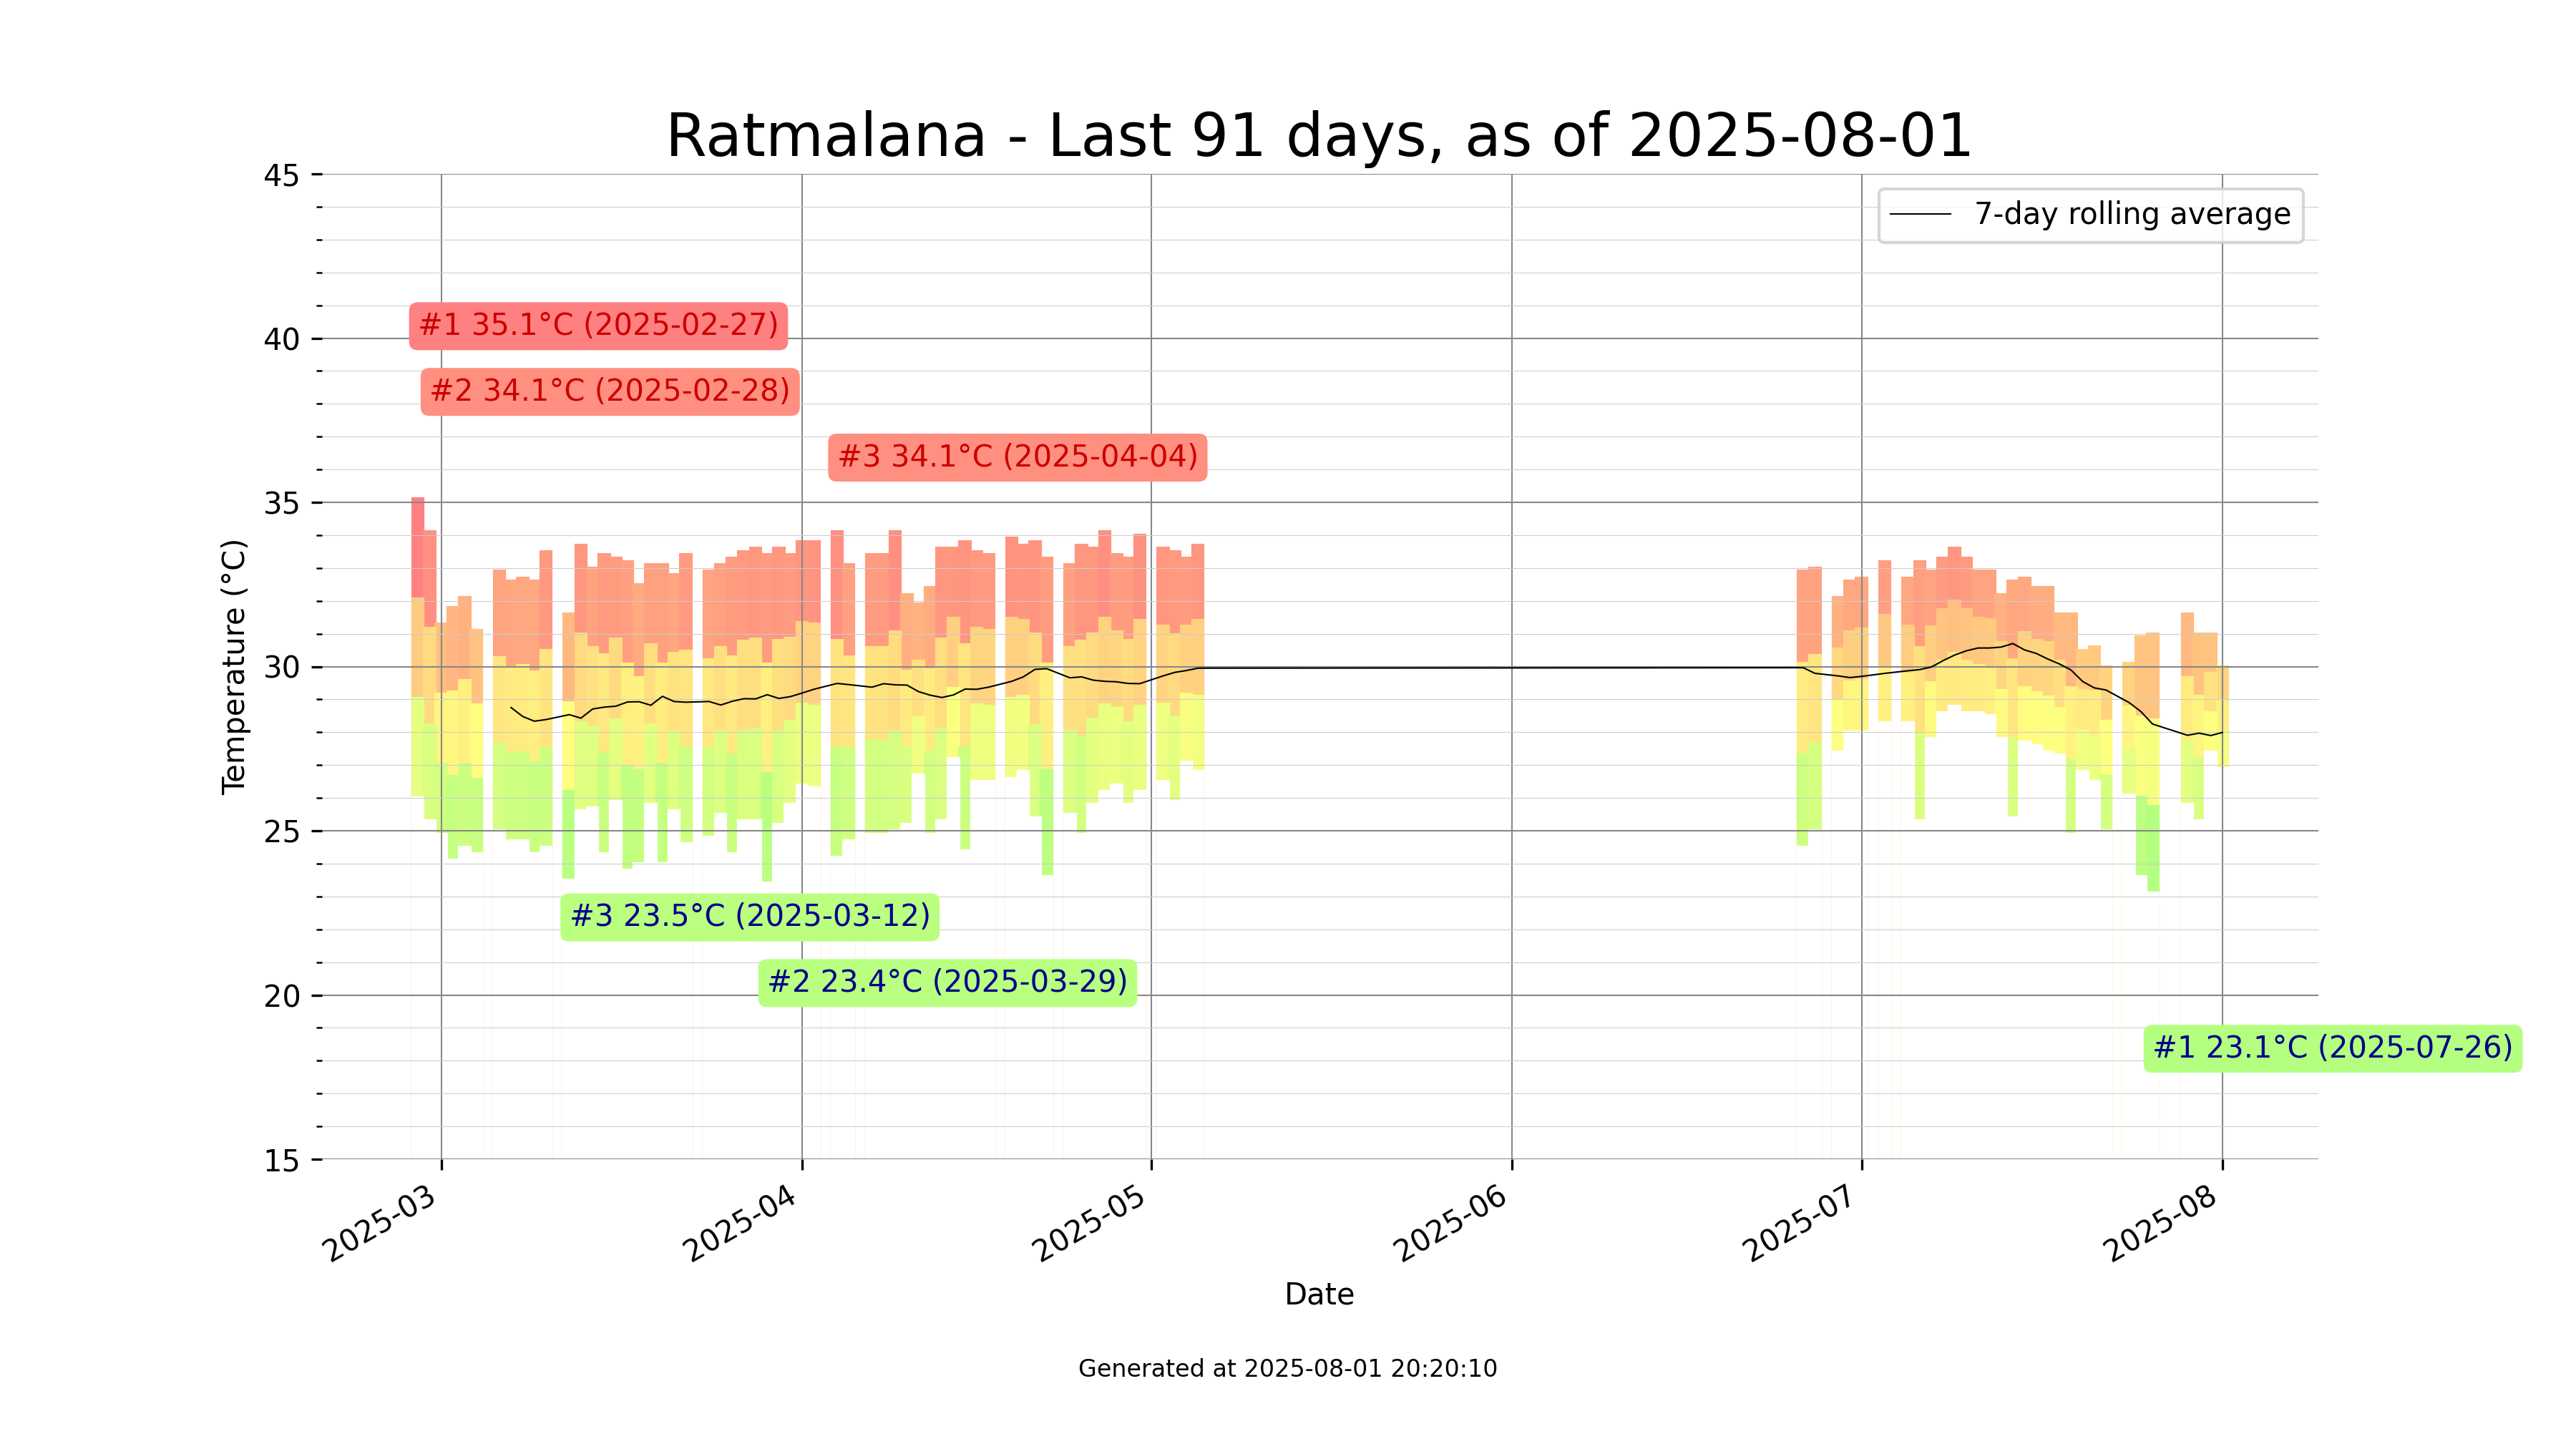 Ratmalana - Last 91 days, as of 2025-08-01
45
7-day rolling average
#1 35.1°C (2025-02-27)
40
#2 34.1°C (2025-02-28)
#3 34.1°C (2025-04-04)
35
Temperature (°C)
30
25
#3 23.5°C (2025-03-12)
#2 23.4°C (2025-03-29)
20
#1 23.1°C (2025-07-26)
15
2025-03
2025-04
2025-05
2025-06
2025-07
2025-08
Date
Generated at 2025-08-01 20:20:10